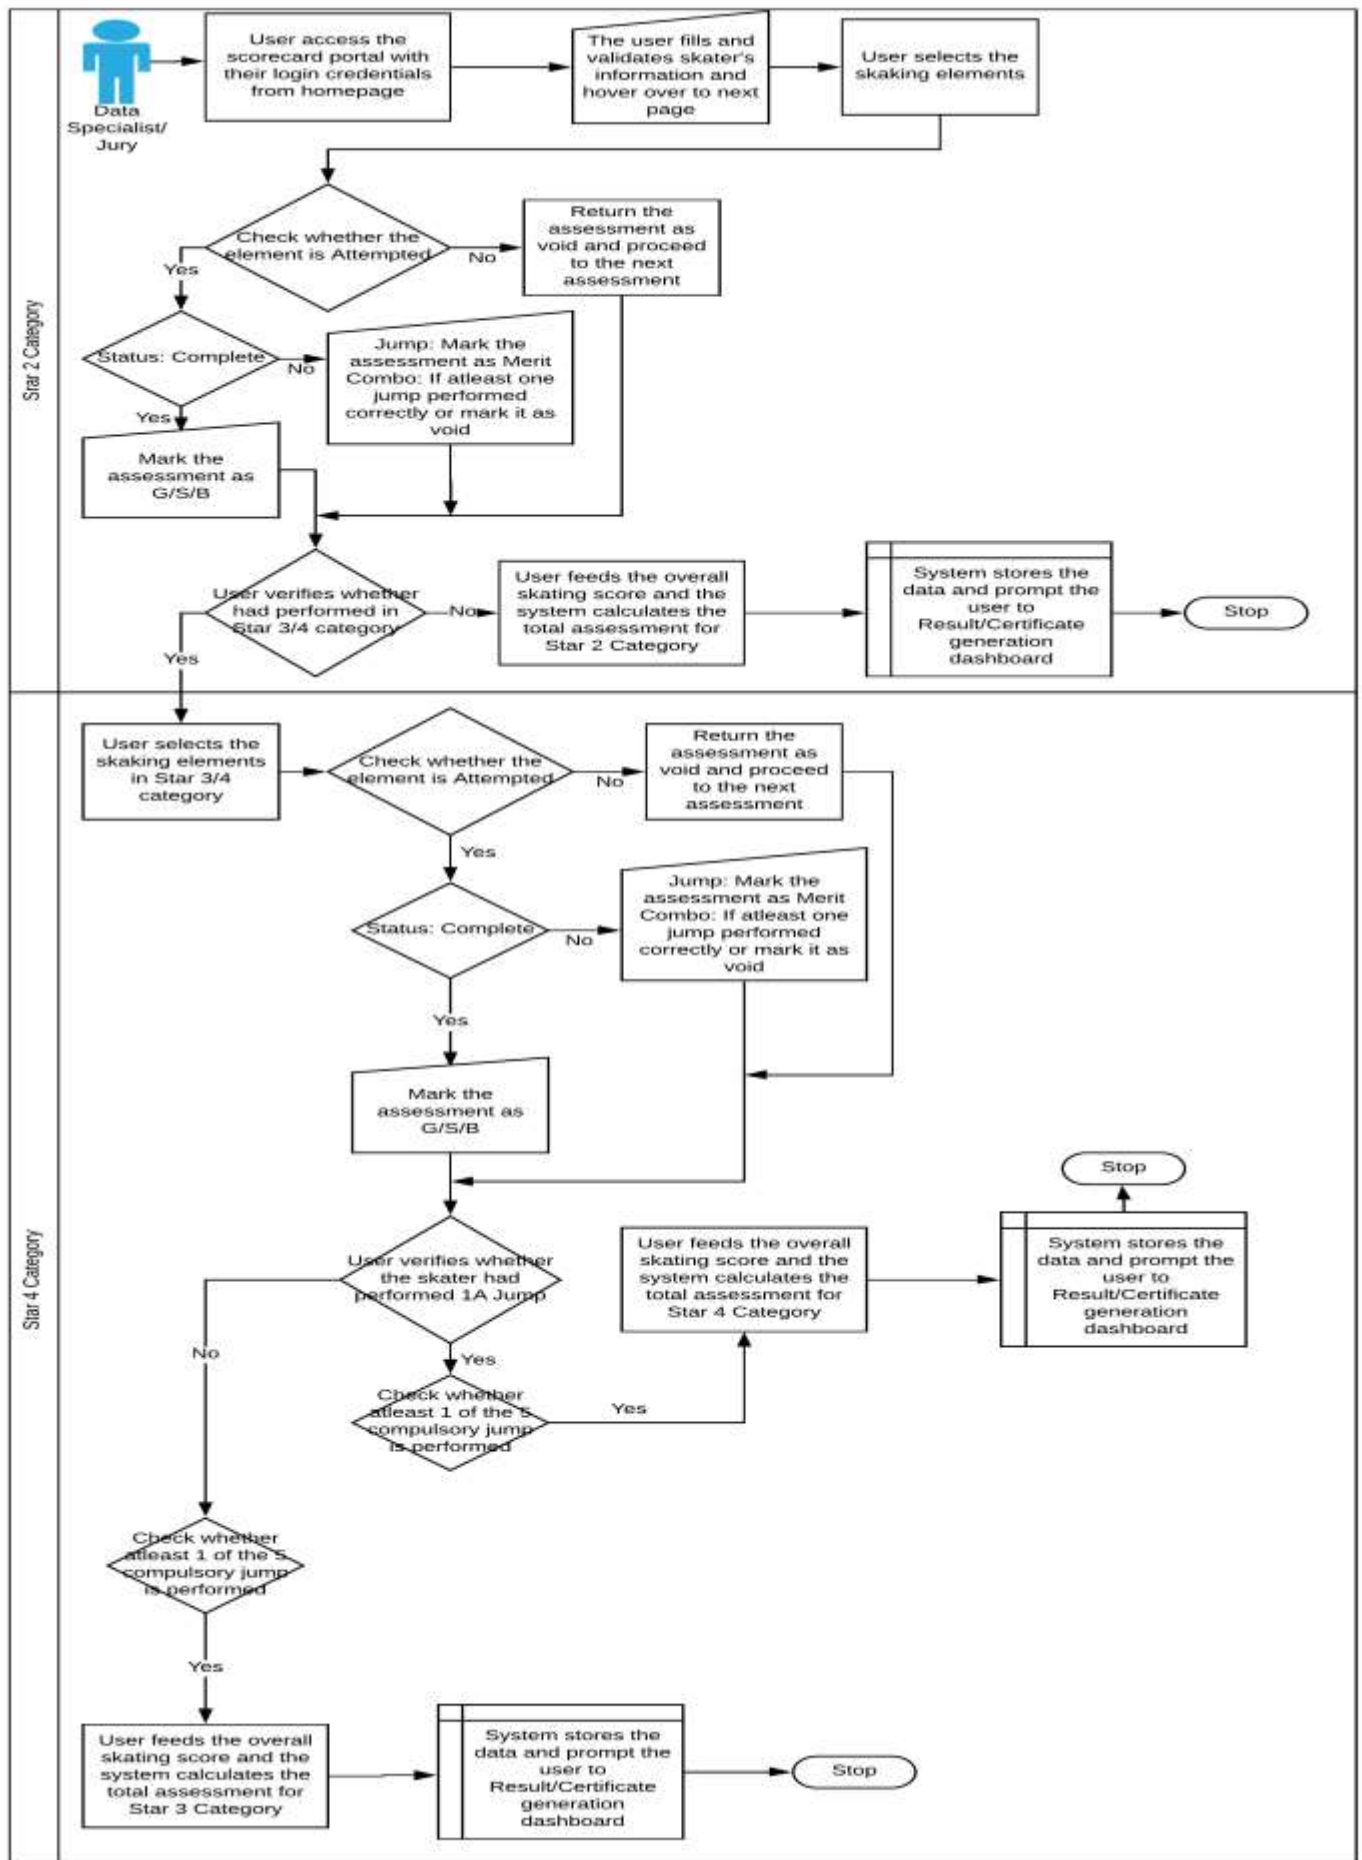 Data
Specialist/
Jury
User access the
scorecard portal with
their login credentials
from homepage
The user fills and
validates skater's
information and
hover over to next
page
User selects the
skaking elements
Srar 2 Category
Check whether the
element is Attempted
No
Return the
assessment as
void and proceed
to the next
assessment
Yes
Status: Complete
No
Jump: Mark the
assessment as Merit
Combo: If atleast one
jump performed
correctly or mark it as
void
Yes
Mark the
assessment as
G/S/B
User verifies whether
had performed in
Star 3/4 category
No
User feeds the overall
skating score and the
system calculates the
total assessment for
Star 2 Category
System stores the
data and prompt the
user to
Result/Certificate
generation
dashboard
Stop
Yes
Star 4 Category
User selects the
skaking elements
in Star 3/4
category
Check whether the
element is Attempted
No
Return the
assessment as
void and proceed
to the next
assessment
Yes
Status: Complete
No
Jump: Mark the
assessment as Merit
Combo: If atleast one
jump performed
correctly or mark it as
void
Yes
Mark the
assessment as
G/S/B
User verifies whether
the skater had
performed 1A Jump
Yes
Check whether
atleast 1 of the 5
compulsory jump
is performed
Yes
User feeds the overall
skating score and the
system calculates the
total assessment for
Star 4 Category
System stores the
data and prompt the
user to
Result/Certificate
generation
dashboard
Stop
No
Check whether
atleast 1 of the 5
compulsory jump
is performed
Yes
User feeds the overall
skating score and the
system calculates the
total assessment for
Star 3 Category
System stores the
data and prompt the
user to
Result/Certificate
generation
dashboard
Stop